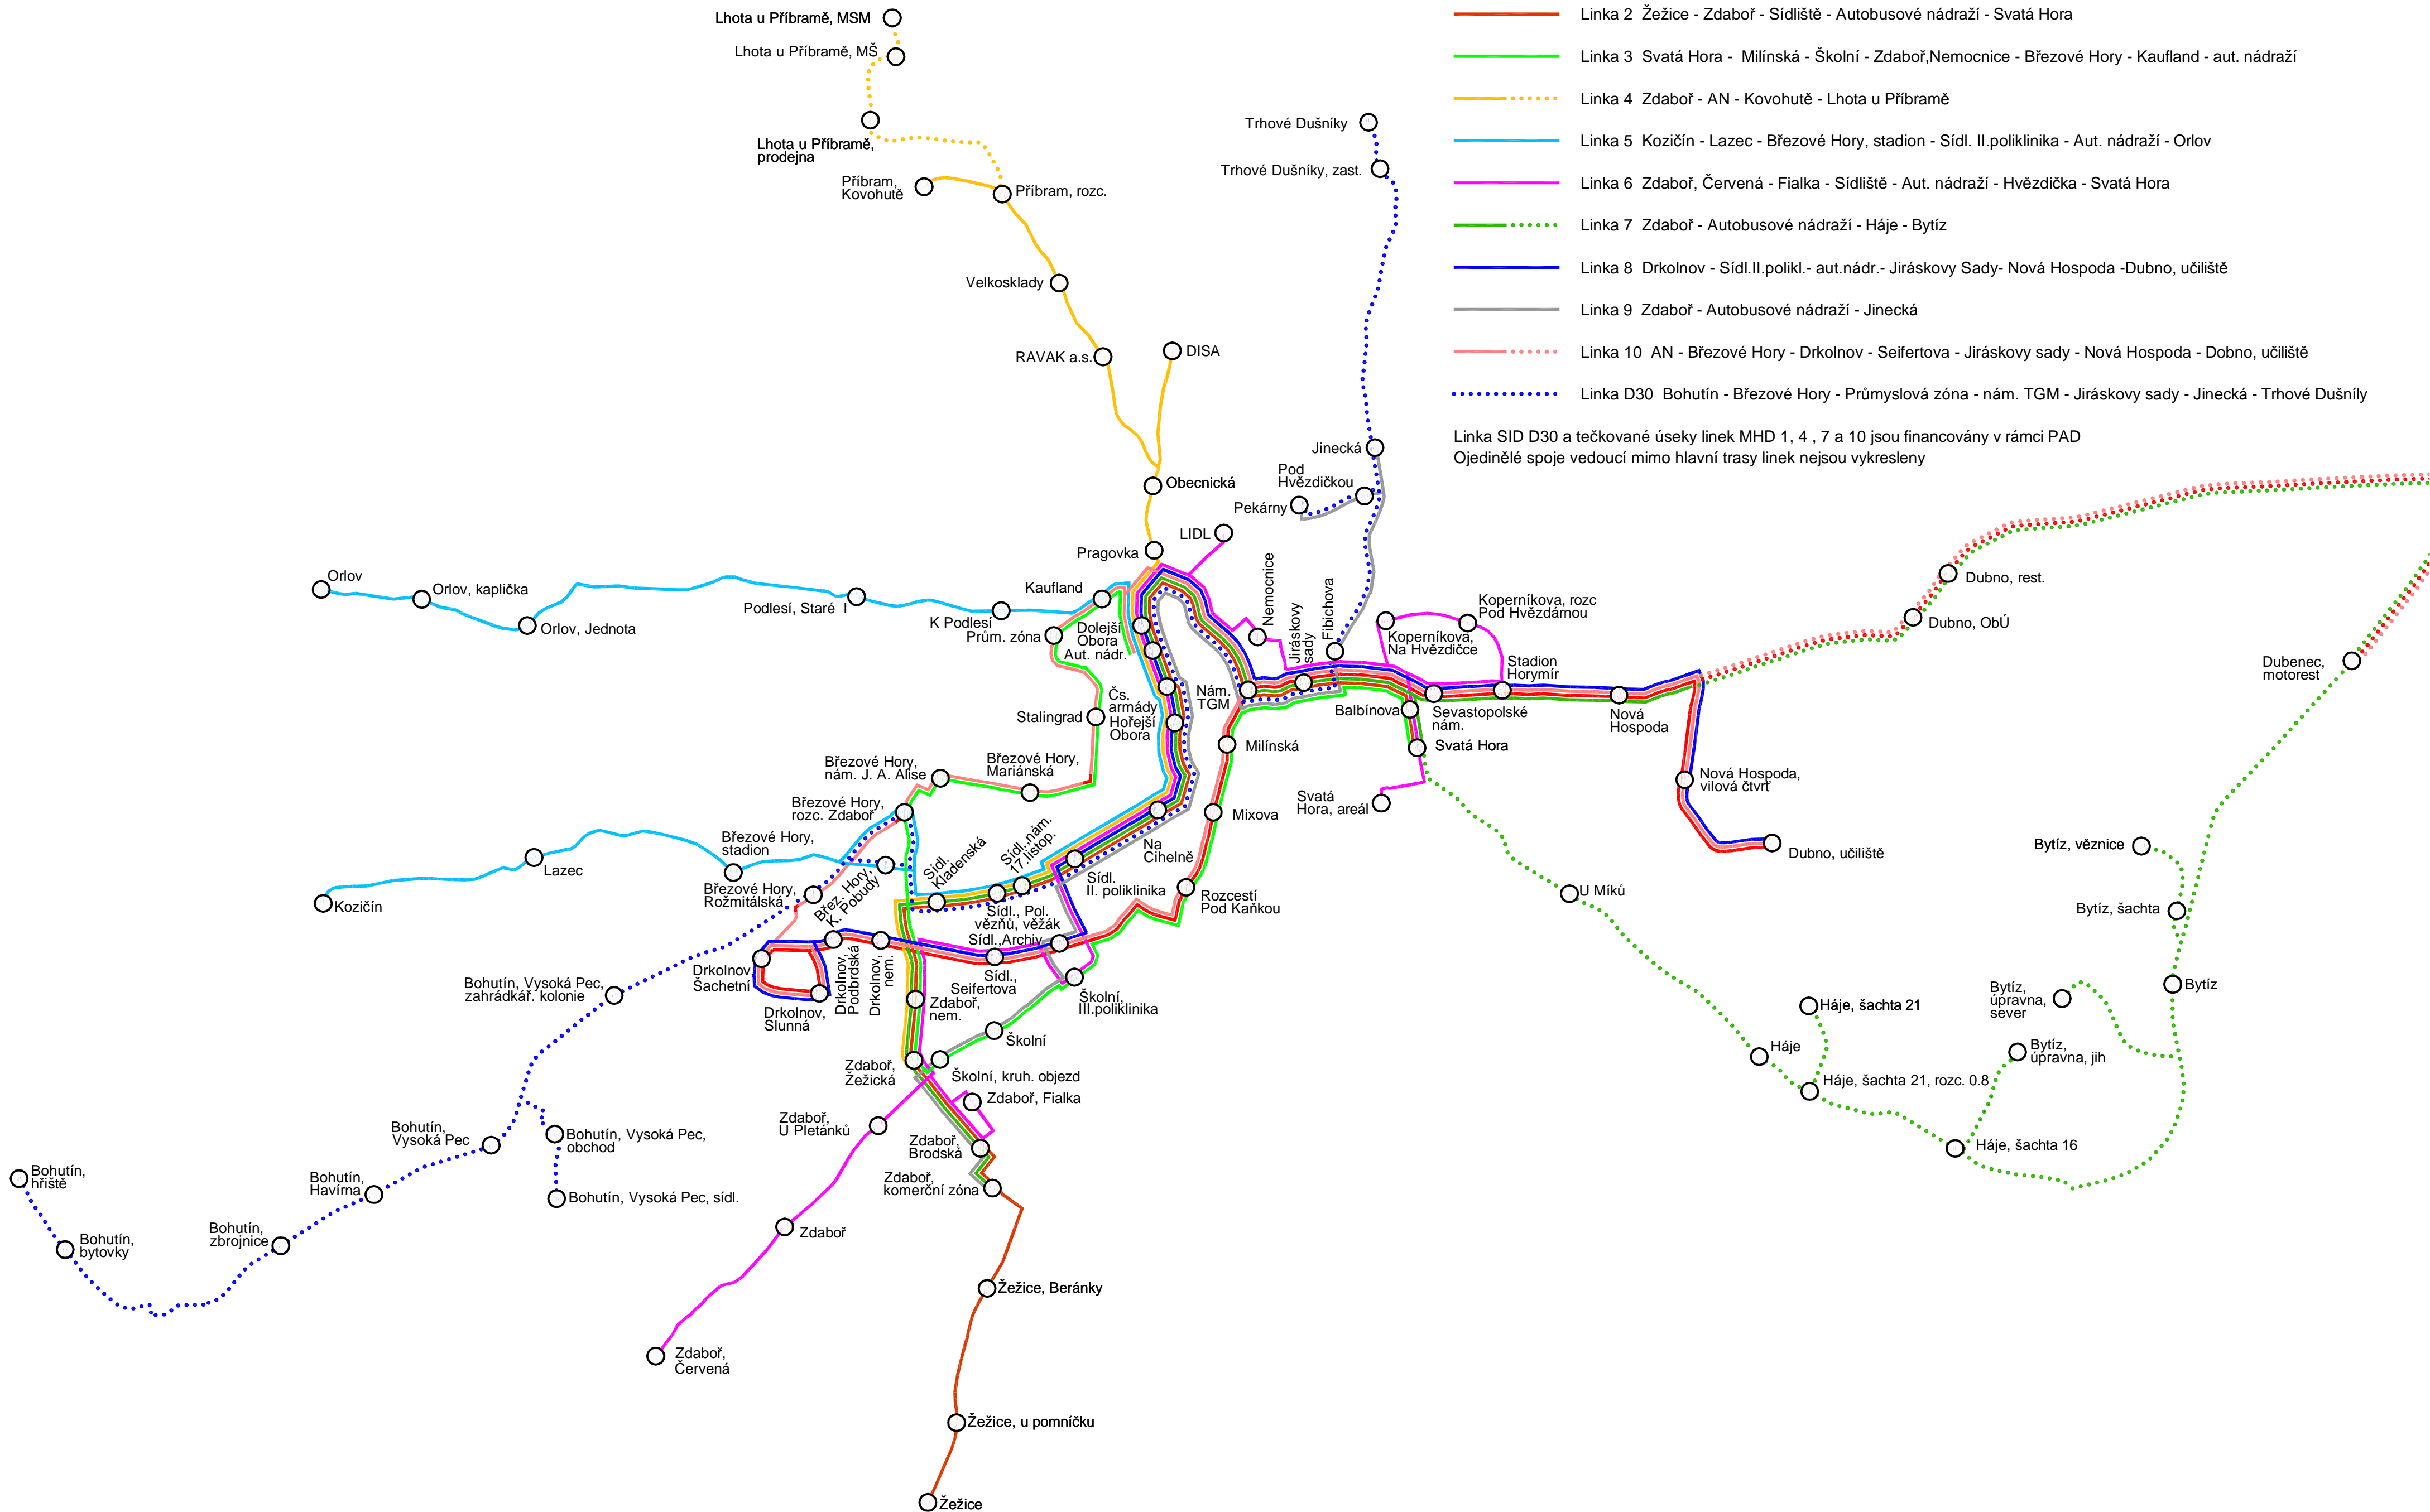 Linka 2  Žežice - Zdaboř - Sídliště - Autobusové nádraží - Svatá Hora
Linka 3  Svatá Hora -  Milínská - Školní - Zdaboř,Nemocnice - Březové Hory - Kaufland - aut. nádraží
Linka 4  Zdaboř - AN - Kovohutě - Lhota u Příbramě
Linka 5  Kozičín - Lazec - Březové Hory, stadion - Sídl. II.poliklinika - Aut. nádraží - Orlov
Linka 6  Zdaboř, Červená - Fialka - Sídliště - Aut. nádraží - Hvězdička - Svatá Hora
Linka 7  Zdaboř - Autobusové nádraží - Háje - Bytíz
Linka 8  Drkolnov - Sídl.II.polikl.- aut.nádr.- Jiráskovy Sady- Nová Hospoda -Dubno, učiliště
Linka 9  Zdaboř - Autobusové nádraží - Jinecká
Linka 10  AN - Březové Hory - Drkolnov - Seifertova - Jiráskovy sady - Nová Hospoda - Dobno, učiliště
Linka D30  Bohutín - Březové Hory - Průmyslová zóna - nám. TGM - Jiráskovy sady - Jinecká - Trhové Dušníly
Linka SID D30 a tečkované úseky linek MHD 1, 4 , 7 a 10 jsou financovány v rámci PAD
Ojedinělé spoje vedoucí mimo hlavní trasy linek nejsou vykresleny
Lhota u Příbramě, MSM
Lhota u Příbramě, MŠ
Lhota u Příbramě,
prodejna
Příbram,
Kovohutě
Příbram, rozc.
Velkosklady
RAVAK a.s.
DISA
Obecnická
Pragovka
LIDL
Trhové Dušníky
Trhové Dušníky, zast.
Jinecká
Pod
Hvězdičkou
Pekárny
Nemocnice
Jiráskovy
sady
Fibichova
Koperníkova, rozc
Pod Hvězdárnou
Koperníkova,
Na Hvězdičce
Stadion
Horymír
Balbínova
Sevastopolské
nám.
Svatá Hora
Svatá
Hora, areál
Nová
Hospoda
Nová Hospoda,
vilová čtvrť
Dubno, učiliště
Dubno, rest.
Dubno, ObÚ
Dubenec,
motorest
Orlov
Orlov, kaplička
Orlov, Jednota
Podlesí, Staré  I
K Podlesí
Kaufland
Prům. zóna
Dolejší
Obora
Aut. nádr.
Čs.
armády
Hořejší
Obora
Stalingrad
Nám.
TGM
Milínská
Mixova
Rozcestí
Pod Kaňkou
Březové Hory,
nám. J. A. Alise
Březové Hory,
Mariánská
Březové Hory,
rozc. Zdaboř
Březové Hory,
stadion
Lazec
Kozičín
Březové Hory,
Rožmitálská
Břez. Hory,
K. Pobudy
Sídl.
Kladenská
Sídl.,nám.
17.listop.
Na
Cihelně
Sídl.
II. poliklinika
Sídl., Pol.
vězňů, věžák
Sídl.,Archiv
Sídl.,
Seifertova
Drkolnov,
Šachetní
Drkolnov,
Slunná
Drkolnov,
Podbrdská
Drkolnov,
nem.
Zdaboř,
nem.
Školní,
III.poliklinika
Školní
Školní, kruh. objezd
Zdaboř,
Žežická
Zdaboř, Fialka
Zdaboř,
U Pletánků
Zdaboř,
Brodská
Zdaboř,
komerční zóna
Zdaboř
Zdaboř,
Červená
Žežice, Beránky
Žežice, u pomníčku
Žežice
Bohutín, Vysoká Pec,
zahrádkář. kolonie
Bohutín,
Vysoká Pec
Bohutín, Vysoká Pec,
obchod
Bohutín, Vysoká Pec, sídl.
Bohutín,
Havírna
Bohutín,
zbrojnice
Bohutín,
hřiště
Bohutín,
bytovky
U Míků
Háje
Háje, šachta 21
Háje, šachta 21, rozc. 0.8
Háje, šachta 16
Bytíz, věznice
Bytíz, šachta
Bytíz
Bytíz,
úpravna,
sever
Bytíz,
úpravna, jih